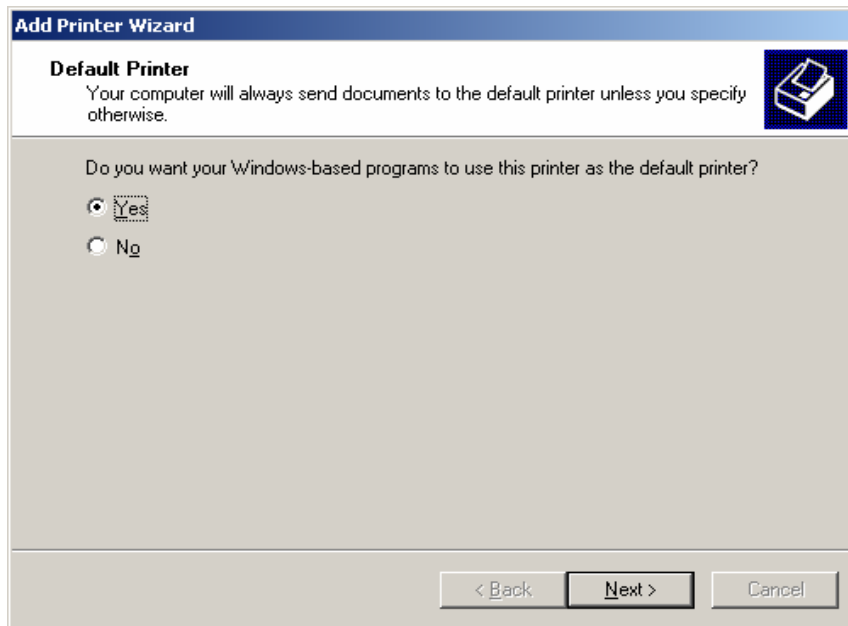 Add Printer Wizard
Default Printer
Your computer will always send documents to the default printer unless you specify
otherwise.
Do you want your Windows-based programs to use this printer as the default printer?
Yes
No
< Back
Next >
Cancel